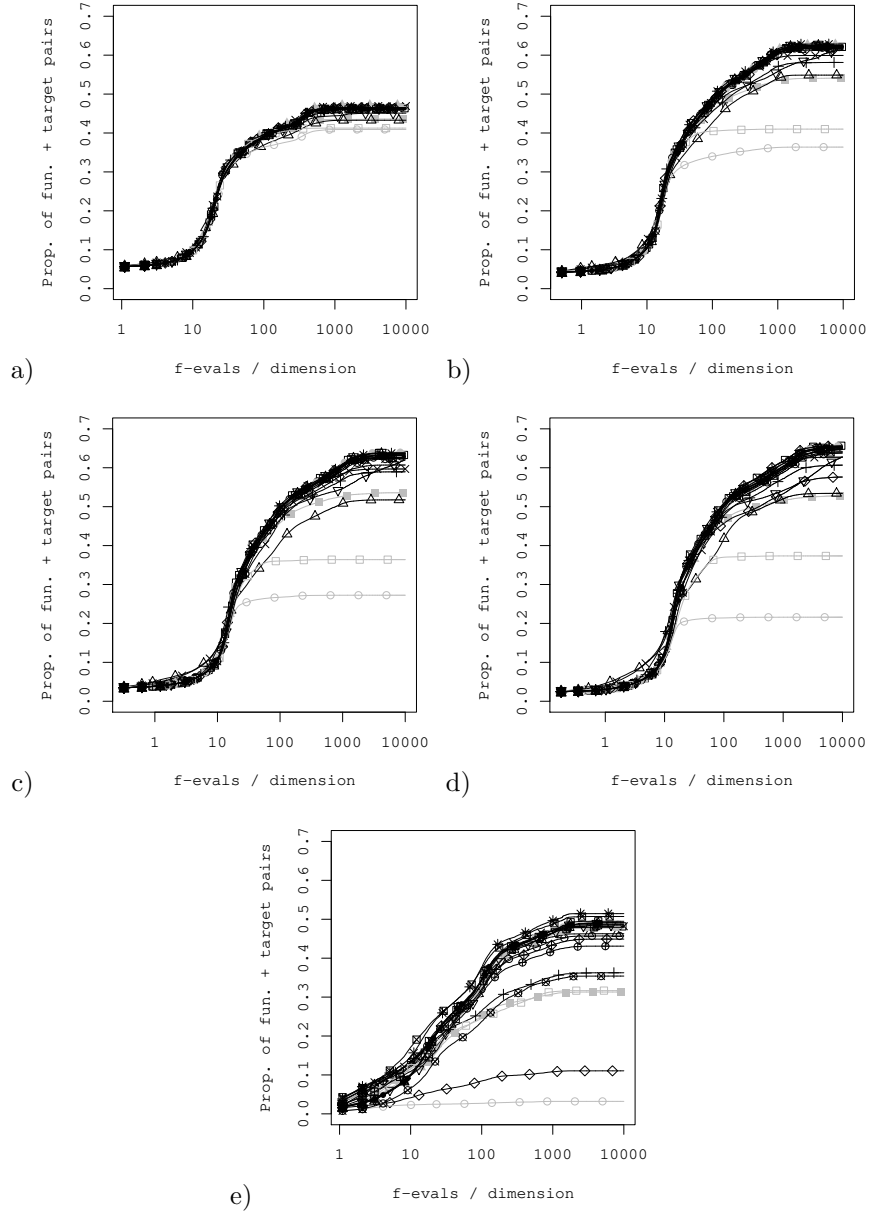 0.0 0.1 0.2 0.3 0.4 0.5 0.6 0.7
Prop. of fun. + target pairs
1 10 100 1000 10000
f-evals / dimension
a)
0.0 0.1 0.2 0.3 0.4 0.5 0.6 0.7
Prop. of fun. + target pairs
1 10 100 1000 10000
f-evals / dimension
b)
0.0 0.1 0.2 0.3 0.4 0.5 0.6 0.7
Prop. of fun. + target pairs
1 10 100 1000 10000
f-evals / dimension
c)
0.0 0.1 0.2 0.3 0.4 0.5 0.6 0.7
Prop. of fun. + target pairs
1 10 100 1000 10000
f-evals / dimension
d)
0.0 0.1 0.2 0.3 0.4 0.5 0.6 0.7
Prop. of fun. + target pairs
1 10 100 1000 10000
f-evals / dimension
e)